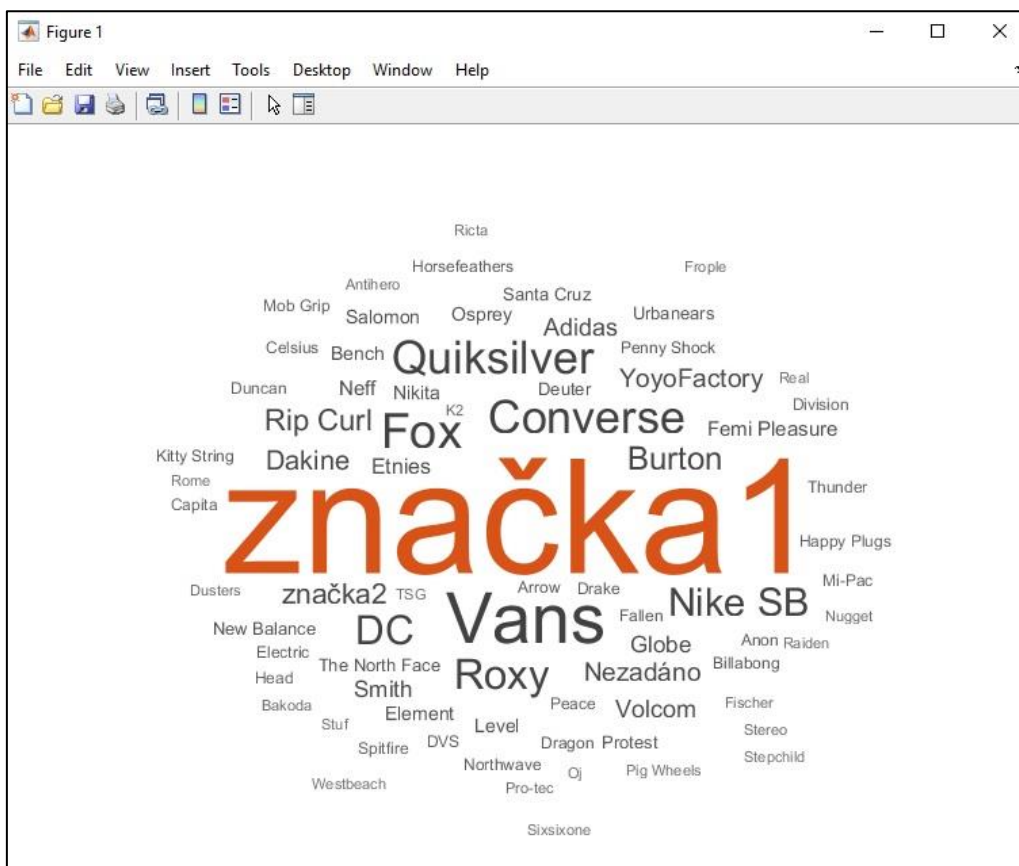 Figure 1
File Edit View Insert Tools Desktop Window Help
Ricta
Horsefeathers Frople
Antihero
Santa Cruz
Mob Grip Salomon Osprey Adidas Urbanears
Celsius Bench Quiksilver Penny Shock
Duncan Neff Nikita Deuter YoyoFactory Real
Rip Curl Fox K2 Converse Division
Femi Pleasure
Kitty String Dakine Etnies Burton
Rome
Capita značka1 Thunder
Happy Plugs
Dusters značka2 TSG Arrow Drake Mi-Pac
Vans Nike SB Nugget
New Balance DC Fallen
Electric Globe Anon Raiden
The North Face Billabong
Head Smith Roxy Nezadáno
Bakoda Element Peace Volcom Fischer
Stuf Level Stereo
Spitfire DVS Dragon Protest
Northwave Stepchild
Westbeach Pro-tec Oj Pig Wheels
Sixsixone